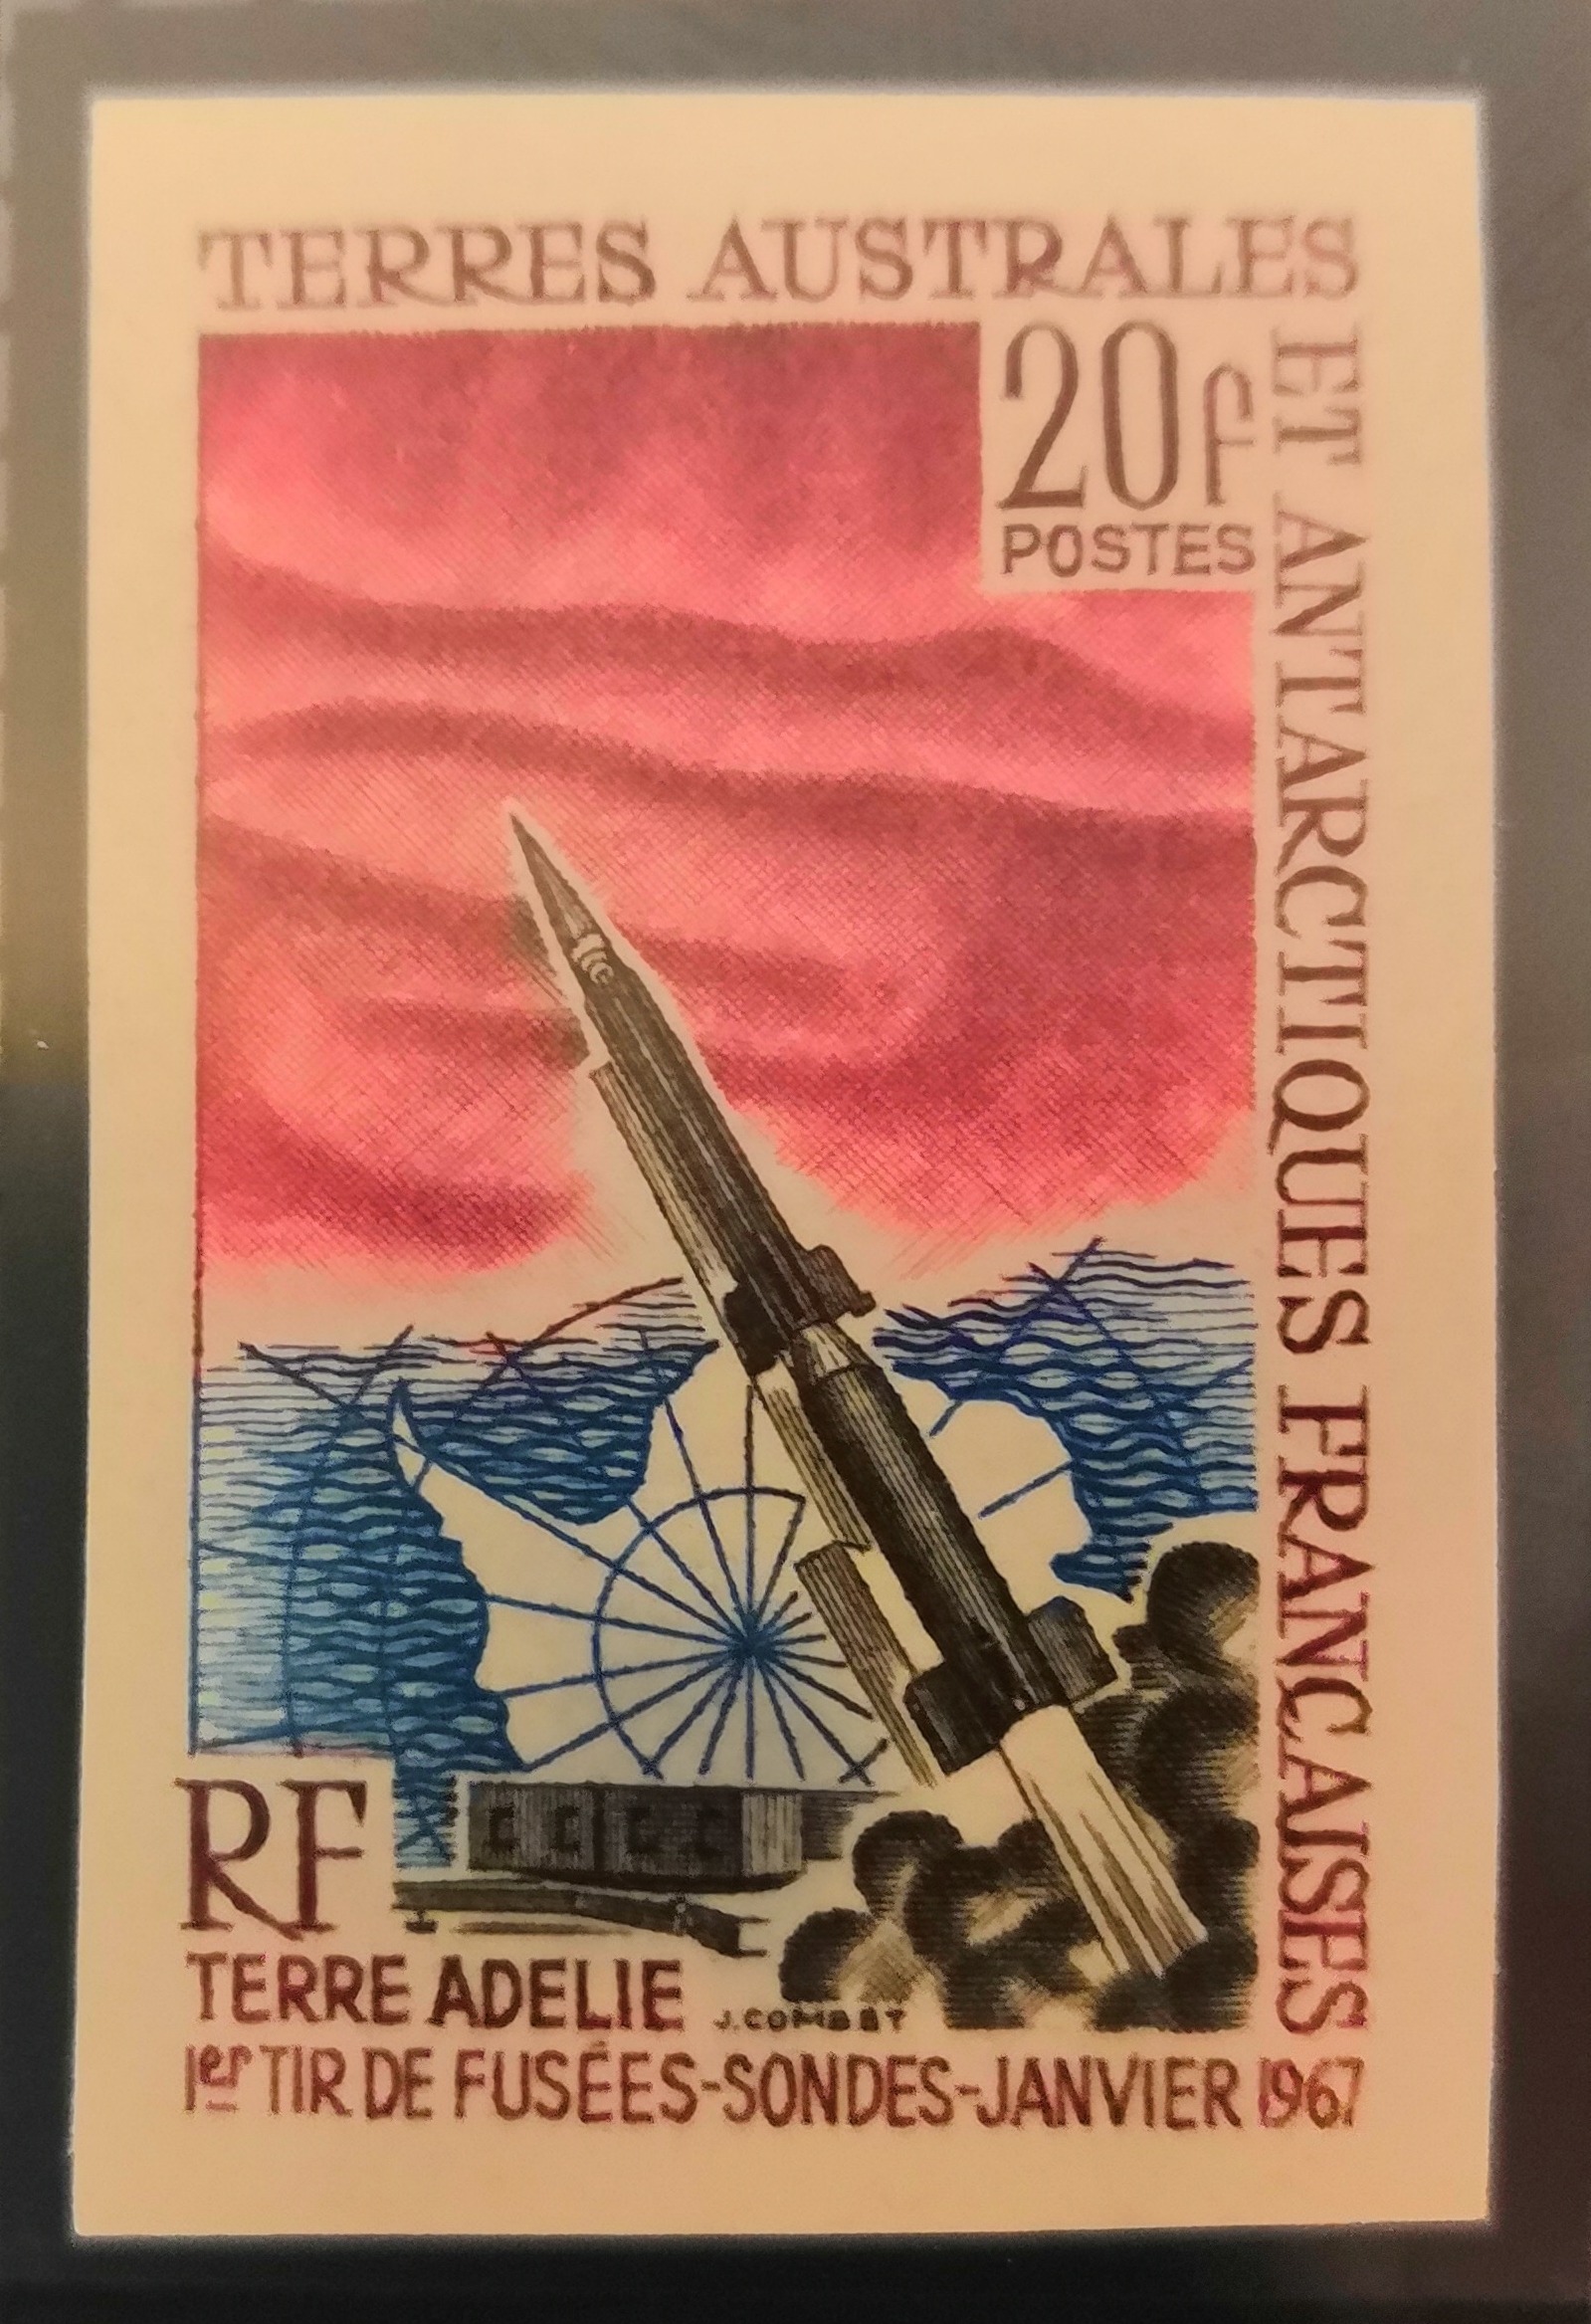 TERRES AUSTRALES
ET ANTARCTIQUES FRANCAISES
20f
POSTES
RF
TERRE ADELIE
J. COMBET
1er TIR DE FUSÉES-SONDES-JANVIER 1967